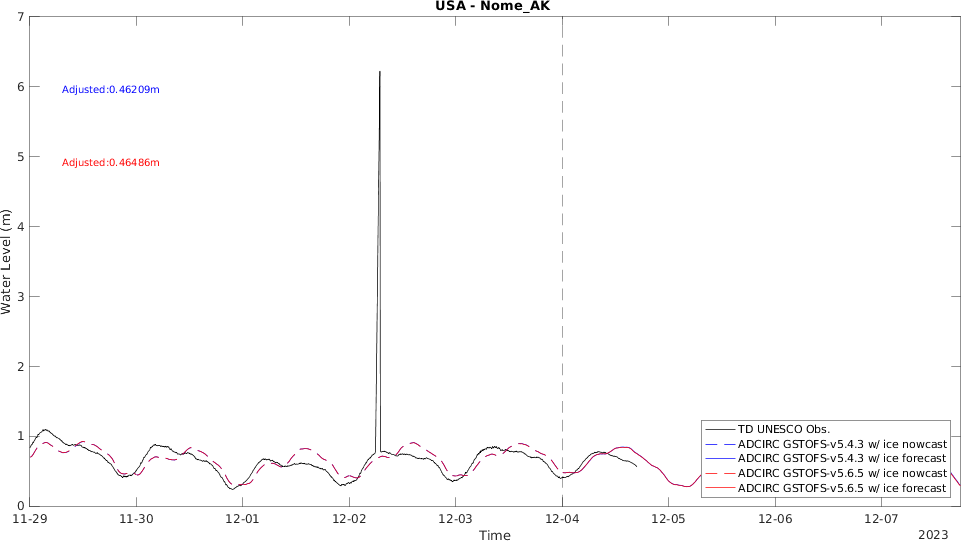 USA - Nome_AK
7
6
5
4
3
2
1
0
Water Level (m)
Adjusted:0.46209m
Adjusted:0.46486m
TD UNESCO Obs.
ADCIRC GSTOFS-v5.4.3 w/ ice nowcast
ADCIRC GSTOFS-v5.4.3 w/ ice forecast
ADCIRC GSTOFS-v5.6.5 w/ ice nowcast
ADCIRC GSTOFS-v5.6.5 w/ ice forecast
11-29 11-30 12-01 12-02 12-03 12-04 12-05 12-06 12-07
Time
2023